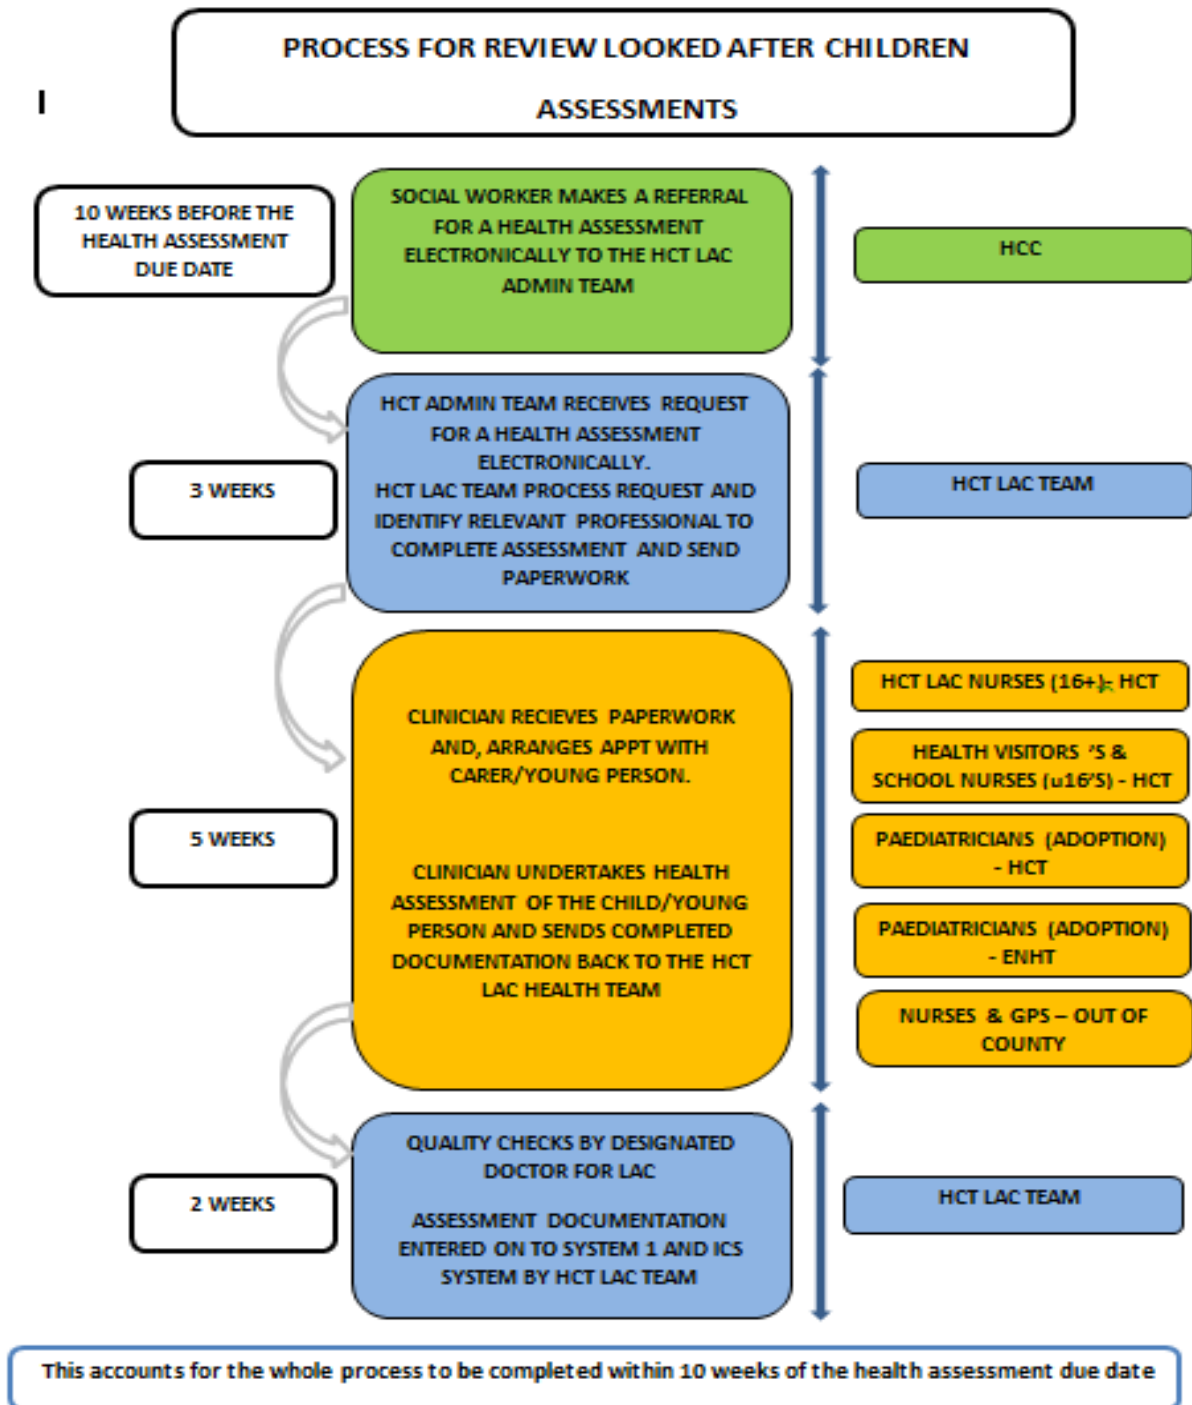 PROCESS FOR REVIEW LOOKED AFTER CHILDREN
ASSESSMENTS
I
10 WEEKS BEFORE THE
HEALTH ASSESSMENT
DUE DATE
SOCIAL WORKER MAKES A REFERRAL
FOR A HEALTH ASSESSMENT
ELECTRONICALLY TO THE HCT LAC
ADMIN TEAM
HCC
HCT ADMIN TEAM RECEIVES REQUEST
FOR A HEALTH ASSESSMENT
ELECTRONICALLY.
HCT LAC TEAM PROCESS REQUEST AND
IDENTIFY RELEVANT PROFESSIONAL TO
COMPLETE ASSESSMENT AND SEND
PAPERWORK
3 WEEKS
HCT LAC TEAM
CLINICIAN RECIEVES PAPERWORK
AND, ARRANGES APPT WITH
CARER/YOUNG PERSON.
CLINICIAN UNDERTAKES HEALTH
ASSESSMENT OF THE CHILD/YOUNG
PERSON AND SENDS COMPLETED
DOCUMENTATION BACK TO THE HCT
LAC HEALTH TEAM
5 WEEKS
HCT LAC NURSES (16+)- HCT
HEALTH VISITORS 'S &
SCHOOL NURSES (u16'S) - HCT
PAEDIATRICIANS (ADOPTION)
- HCT
PAEDIATRICIANS (ADOPTION)
- ENHT
NURSES & GPS – OUT OF
COUNTY
QUALITY CHECKS BY DESIGNATED
DOCTOR FOR LAC
ASSESSMENT DOCUMENTATION
ENTERED ON TO SYSTEM 1 AND ICS
SYSTEM BY HCT LAC TEAM
2 WEEKS
HCT LAC TEAM
This accounts for the whole process to be completed within 10 weeks of the health assessment due date